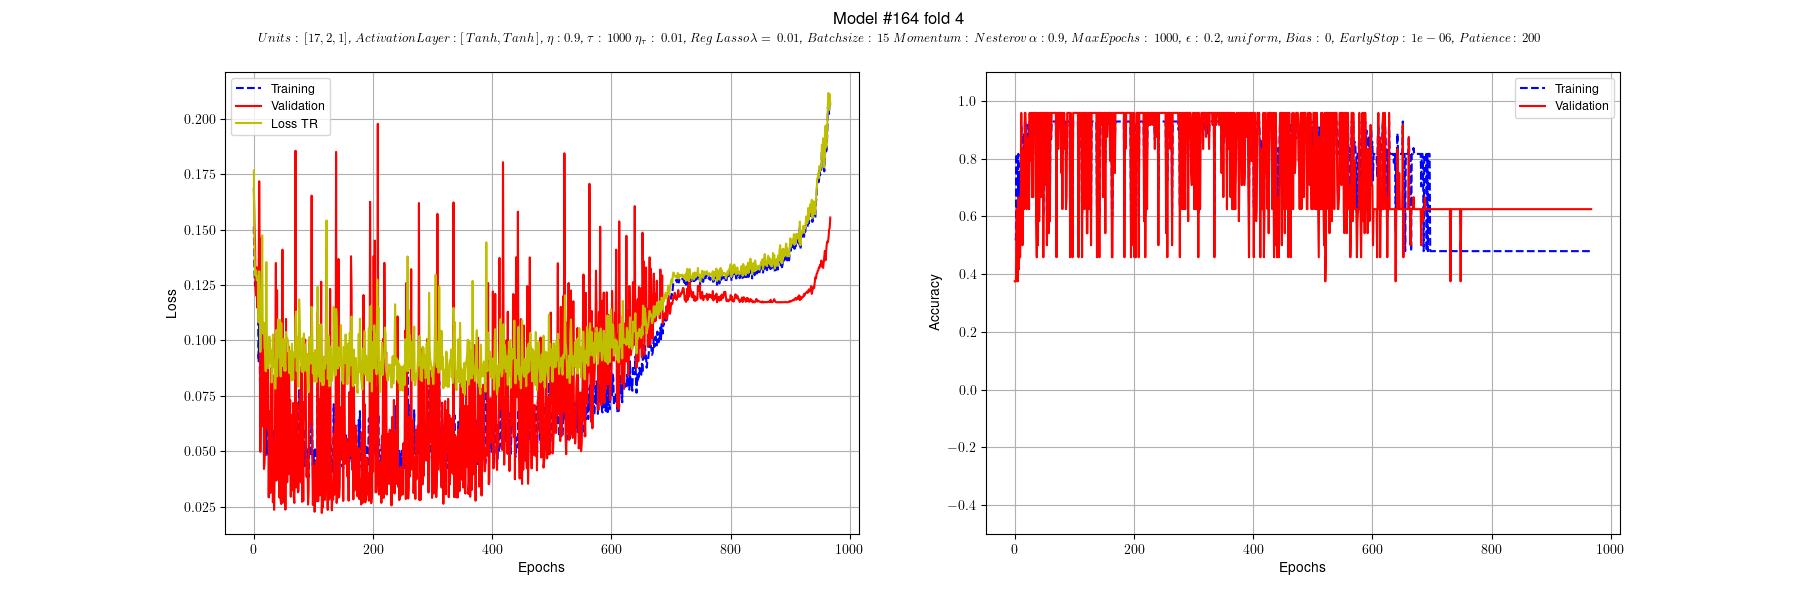 Model #164 fold 4
Units : [17, 2, 1], ActivationLayer : [Tanh, Tanh], η : 0.9, τ : 1000 η_τ : 0.01, Reg Lassoλ = 0.01, Batchsize : 15 Momentum : Nesterov α : 0.9, MaxEpochs : 1000, ϵ : 0.2, uniform, Bias : 0, EarlyStop : 1e − 06, Patience : 200
Training
Validation
Loss TR
0.200
0.175
0.150
0.125
0.100
0.075
0.050
0.025
Loss
0 200 400 600 800 1000
Epochs
Training
Validation
1.0
0.8
0.6
0.4
0.2
0.0
−0.2
−0.4
Accuracy
0 200 400 600 800 1000
Epochs